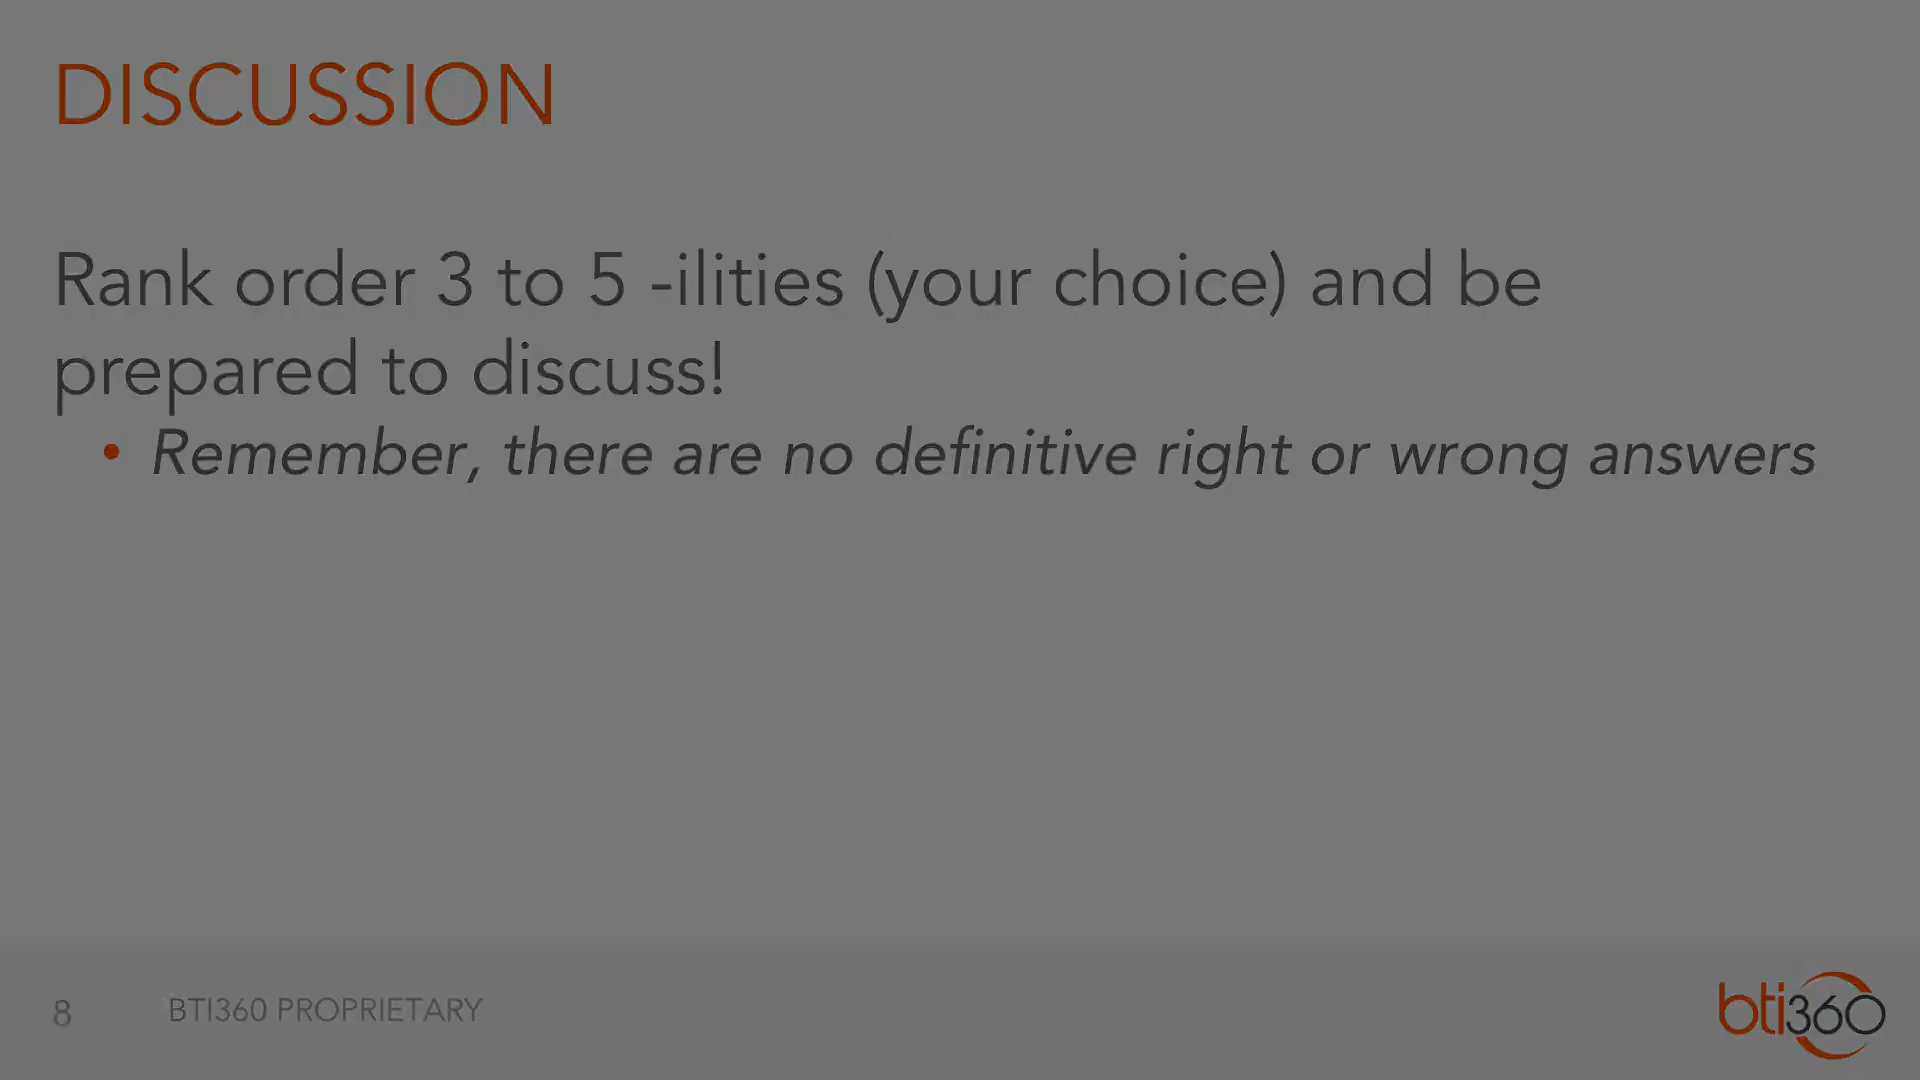 DISCUSSION
Rank order 3 to 5 -ilities (your choice) and be
prepared to discuss!
• Remember, there are no definitive right or wrong answers
8 BTI360 PROPRIETARY
bti360